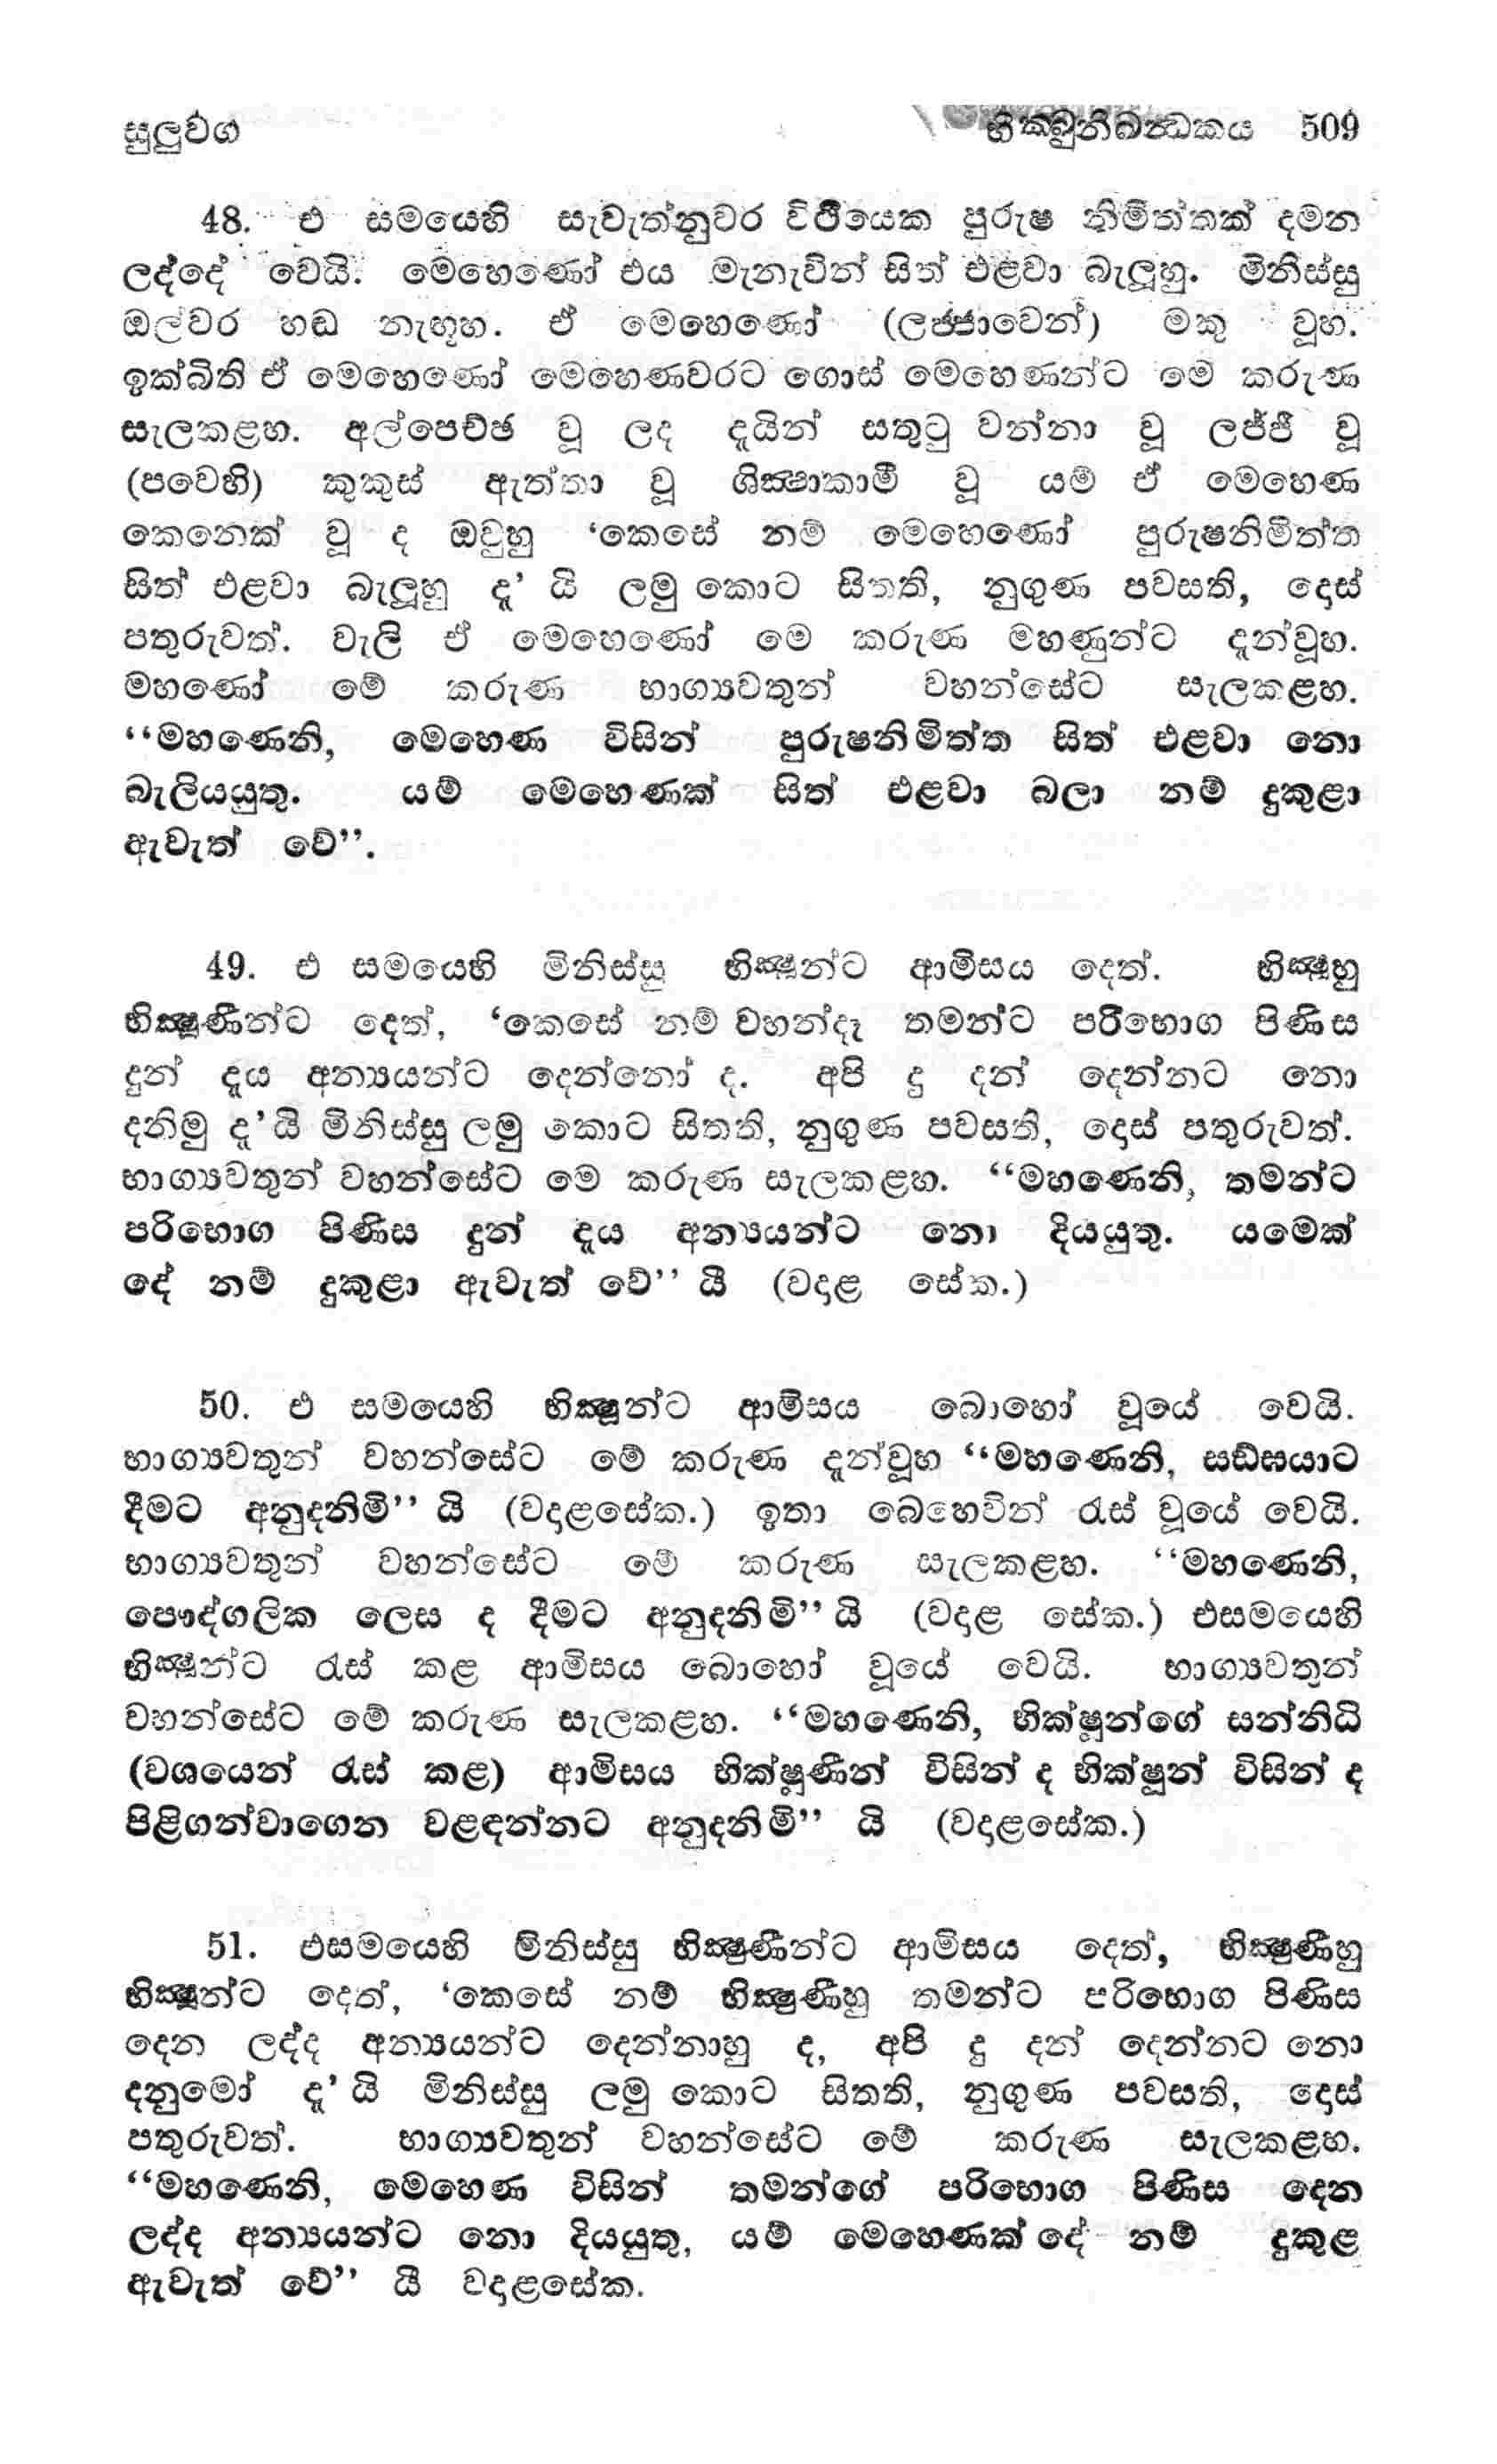 සුලුවග භික්ඛුනීඛන්ධකය 509
48. එ සමයෙහි සැවැත්නුවර විථියෙක පුරුෂ නිමිත්තක් දමන
ලද්දේ වෙයි. මෙහෙණෝ එය මැනැවින් සිත් එළවා බැලූහු. මිනිස්සු
ඔල්වර හඬ නැඟූහ. ඒ මෙහෙණෝ (ලජ්ජාවෙන්) මකු වූහ.
ඉක්බිති ඒ මෙහෙණෝ මෙහෙණවරට ගොස් මෙහෙණන්ට මෙ කරුණ
සැලකළහ. අල්පෙච්ඡ වූ ලද දැයින් සතුටු වන්නා වූ ලජ්ජී වූ
(පවෙහි) කුකුස් ඇත්තා වූ ශික්‍ෂාකාමී වූ යම් ඒ මෙහෙණ
කෙනෙක් වූ ද ඔවුහු ‘කෙසේ නම් මෙහෙණෝ පුරුෂනිමිත්ත
සිත් එළවා බැලූහු දැ’ යි ලමු කොට සිතති, නුගුණ පවසති, දොස්
පතුරුවත්. වැලි ඒ මෙහෙණෝ මෙ කරුණ මහණුන්ට දැන්වූහ.
මහණෝ මේ කරුණ භාග්‍යවතුන් වහන්සේට සැලකළහ.
‘‘මහණෙනි, මෙහෙණ විසින් පුරුෂනිමිත්ත සිත් එළවා නො
බැලියයුතු. යම් මෙහෙණක් සිත් එළවා බලා නම් දුකුළා
ඇවැත් වේ’’.
49. එ සමයෙහි මිනිස්සු භික්‍ෂූන්ට ආමිසය දෙත්. භික්‍ෂූහු
භික්‍ෂූණීන්ට දෙත්, ‘කෙසේ නම් වහන්දෑ තමන්ට පරිභොග පිණිස
දුන් දැය අන්‍යයන්ට දෙන්නෝ ද. අපි දු දන් දෙන්නට නො
දනිමු දැ’යි මිනිස්සු ලමු කොට සිතති, නුගුණ පවසති, දොස් පතුරුවත්.
භාග්‍යවතුන් වහන්සේට මෙ කරුණ සැලකළහ. ‘‘මහණෙනි, තමන්ට
පරිභොග පිණිස දුන් දැය අන්‍යයන්ට නො දියයුතු. යමෙක්
දේ නම් දුකුළා ඇවැත් වේ’’ යී (වදාළ සේක.)
50. එ සමයෙහි භික්‍ෂූන්ට ආමිසය බොහෝ වූයේ වෙයි.
භාග්‍යවතුන් වහන්සේට මේ කරුණ දැන්වූහ ‘‘මහණෙනි, සඞ්ඝයාට
දීමට අනුදනිමි’’ යි (වදාළසේක.) ඉතා බෙහෙවින් රැස් වූයේ වෙයි.
භාග්‍යවතුන් වහන්සේට මේ කරුණ සැලකළහ. ‘‘මහණෙනි,
පෞද්ගලික ලෙස ද දීමට අනුදනිමි’’ යි (වදාළ සේක.) එසමයෙහි
භික්‍ෂූන්ට රැස් කළ ආමිසය බොහෝ වූයේ වෙයි. භාග්‍යවතුන්
වහන්සේට මේ කරුණ සැලකළහ. ‘‘මහණෙනි, භික්ෂූන්ගේ සන්නිධි
(වශයෙන් රැස් කළ) ආමිසය භික්ෂුණීන් විසින් ද භික්ෂූන් විසින් ද
පිළිගන්වාගෙන වළඳන්නට අනුදනිමි’’ යි (වදාළසේක.)
51. එසමයෙහි මිනිස්සු භික්‍ෂුණීන්ට ආමිසය දෙත්, භික්‍ෂුණීහු
භික්‍ෂූන්ට දෙත්, ‘කෙසේ නම් භික්‍ෂුණීහු තමන්ට පරිභොග පිණිස
දෙන ලද්ද අන්‍යයන්ට දෙන්නාහු ද, අපි දු දන් දෙන්නට නො
දනුමෝ දැ’ යි මිනිස්සු ලමු කොට සිතති, නුගුණ පවසති, දොස්
පතුරුවත්. භාග්‍යවතුන් වහන්සේට මේ කරුණ සැලකළහ.
‘‘මහණෙනි, මෙහෙණ විසින් තමන්ගේ පරිභොග පිණිස දෙන
ලද්ද අන්‍යයන්ට නො දියයුතු, යම් මෙහෙණක් දේ නම් දුකුළ
ඇවැත් වේ’’ යී වදාළසේක.